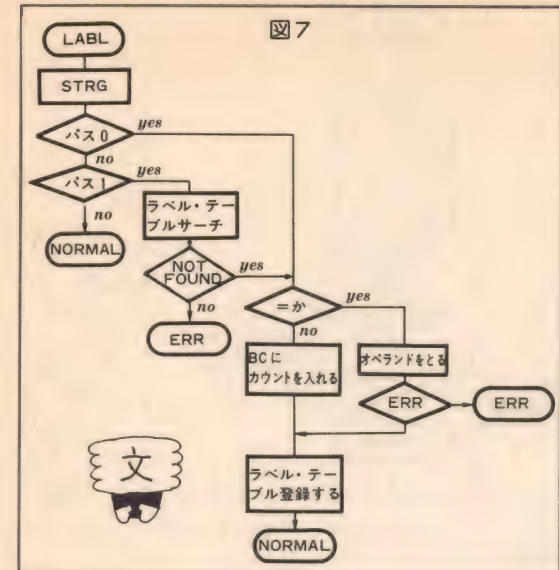 図7
LABL
STRG
パス0
yes
no
パス1
yes
no
NORMAL
ラベル・テー
ブルサーチ
NOT
FOUND
yes
no
ERR
=か
yes
no
BCに
カウントを入れる
オペランドをとる
ERR
ERR
ラベル・テー
ブル登録する
NORMAL
文